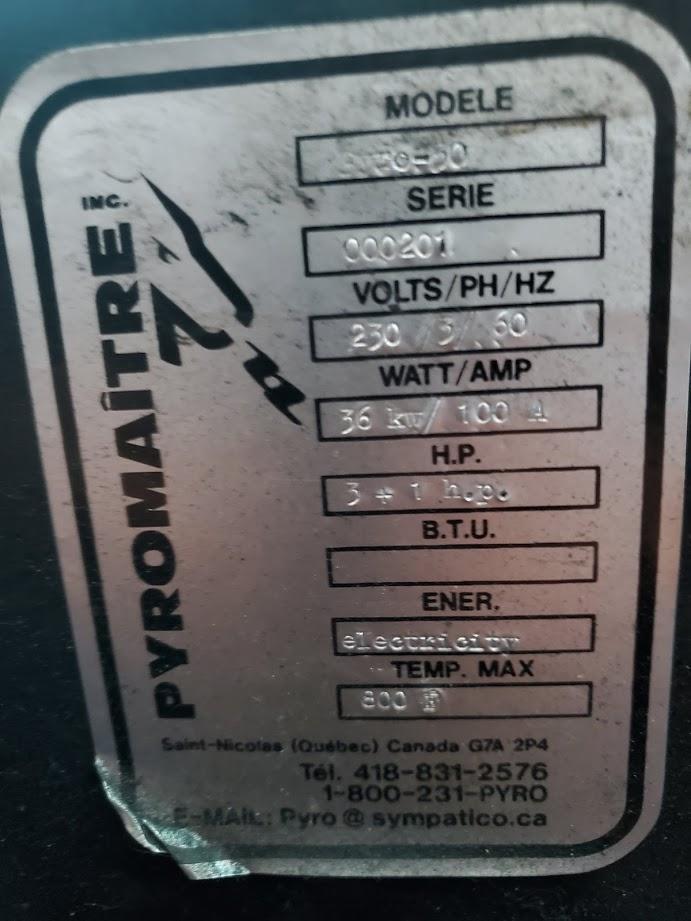 MODELE
SERIE
000201
VOLTS/PH/HZ
230 /3/ 60
WATT/AMP
36 kw/ 100 A
H.P.
3 + 1 h.p.
B.T.U.
ENER.
electricity
TEMP. MAX
800 F
PYROMAÎTRE INC.
Saint-Nicolas (Québec) Canada G7A 2P4
Tél. 418-831-2576
1-800-231-PYRO
E-MAIL: Pyro @ sympatico.ca